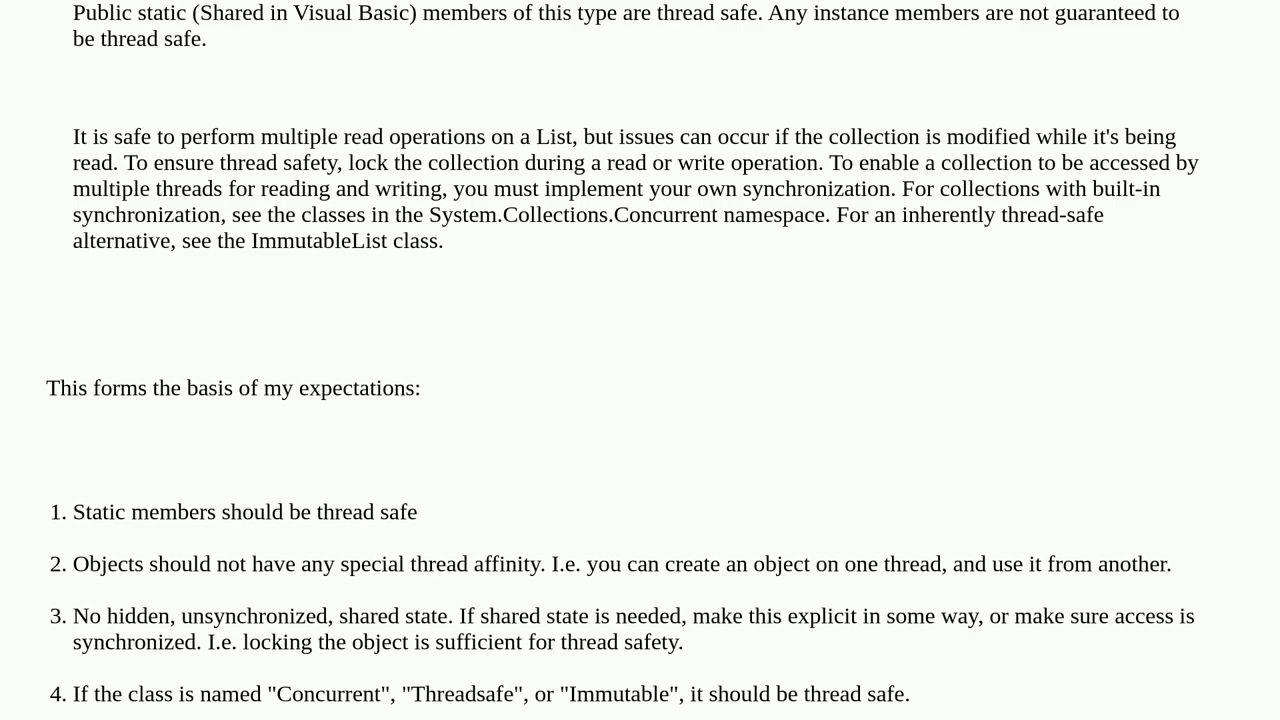 Public static (Shared in Visual Basic) members of this type are thread safe. Any instance members are not guaranteed to
be thread safe.
It is safe to perform multiple read operations on a List, but issues can occur if the collection is modified while it's being
read. To ensure thread safety, lock the collection during a read or write operation. To enable a collection to be accessed by
multiple threads for reading and writing, you must implement your own synchronization. For collections with built-in
synchronization, see the classes in the System.Collections.Concurrent namespace. For an inherently thread-safe
alternative, see the ImmutableList class.
This forms the basis of my expectations:
1. Static members should be thread safe
2. Objects should not have any special thread affinity. I.e. you can create an object on one thread, and use it from another.
3. No hidden, unsynchronized, shared state. If shared state is needed, make this explicit in some way, or make sure access is
synchronized. I.e. locking the object is sufficient for thread safety.
4. If the class is named "Concurrent", "Threadsafe", or "Immutable", it should be thread safe.